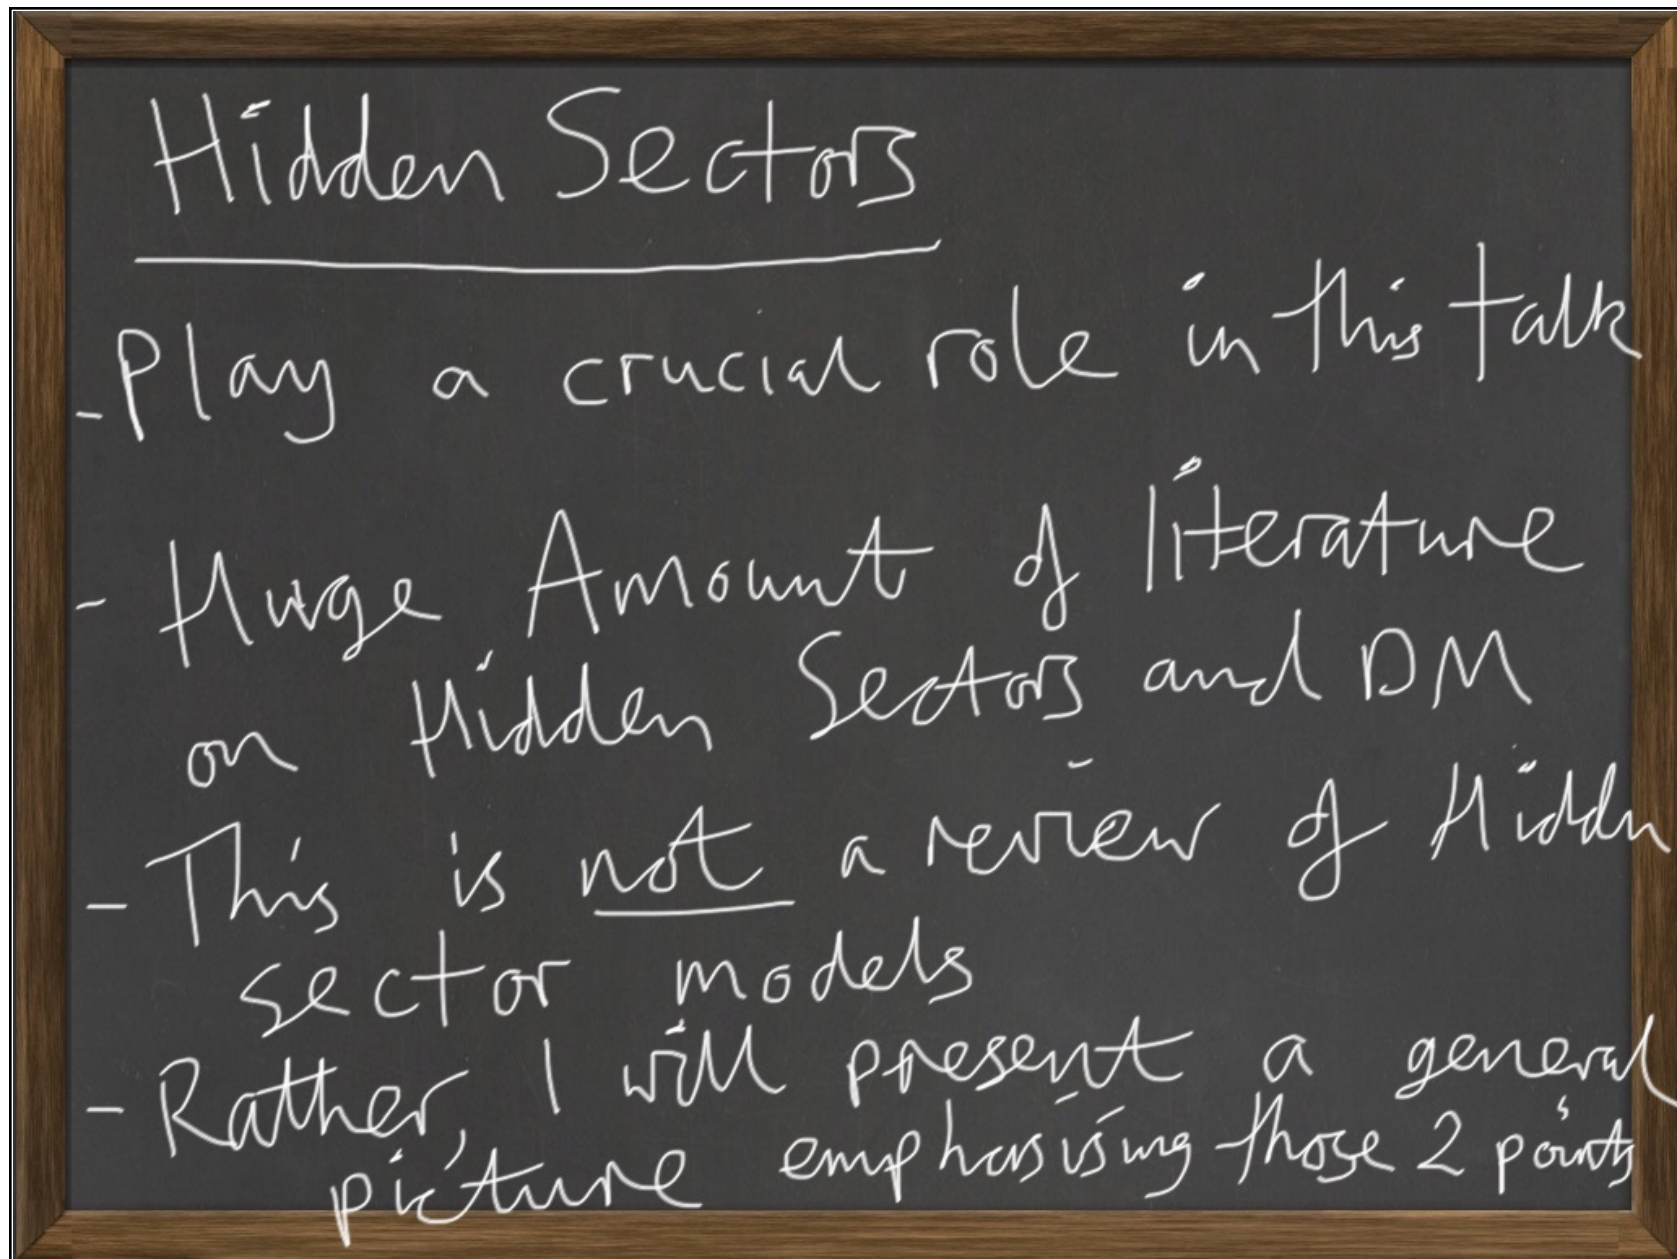 Hidden Sectors
- Play a crucial role in this talk
- Huge Amount of literature
on Hidden Sectors and DM
- This is not a review of Hidden
sector models
- Rather, I will present a general
picture emphasising those 2 points